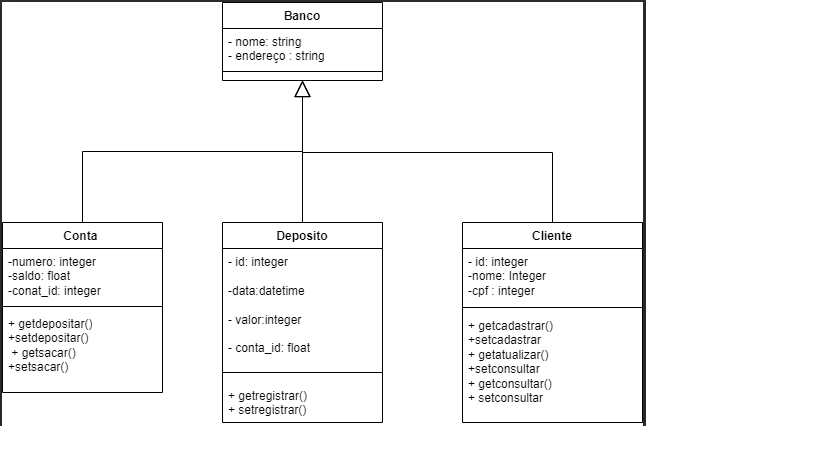 Banco
- nome: string
- endereço : string
Conta
-numero: integer
-saldo: float
-conat_id: integer
+ getdepositar()
+setdepositar()
+ getsacar()
+setsacar()
Deposito
- id: integer
-data:datetime
- valor:integer
- conta_id: float
+ getregistrar()
+ setregistrar()
Cliente
- id: integer
-nome: Integer
-cpf : integer
+ getcadastrar()
+setcadastrar
+ getatualizar()
+setconsultar
+ getconsultar()
+ setconsultar